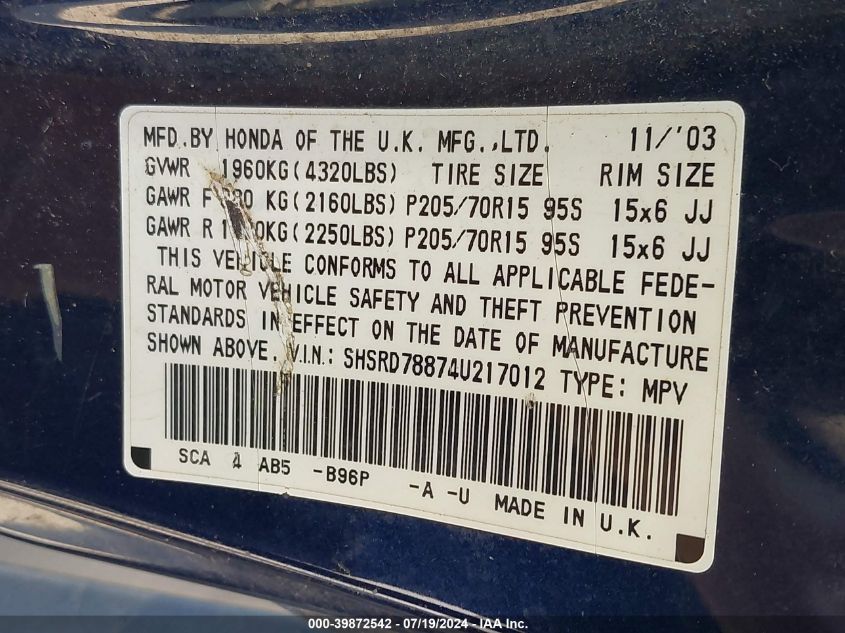 MFD.BY HONDA OF THE U.K. MFG.,LTD. 11/'03
GVWR 1960KG(4320LBS) TIRE SIZE RIM SIZE
GAWR F KG(2160LBS) P205/70R15 95S 15x6 JJ
GAWR R KG(2250LBS) P205/70R15 95S 15x6 JJ
THIS VEHICLE CONFORMS TO ALL APPLICABLE FEDE-
RAL MOTOR VEHICLE SAFETY AND THEFT PREVENTION
STANDARDS IN EFFECT ON THE DATE OF MANUFACTURE
SHOWN ABOVE. V.I.N.: SHSRD78874U217012 TYPE: MPV
SCA 4 AB5 -B96P -A -U MADE IN U.K.
000-39872542 / 07/19/2024 - IAA Inc.